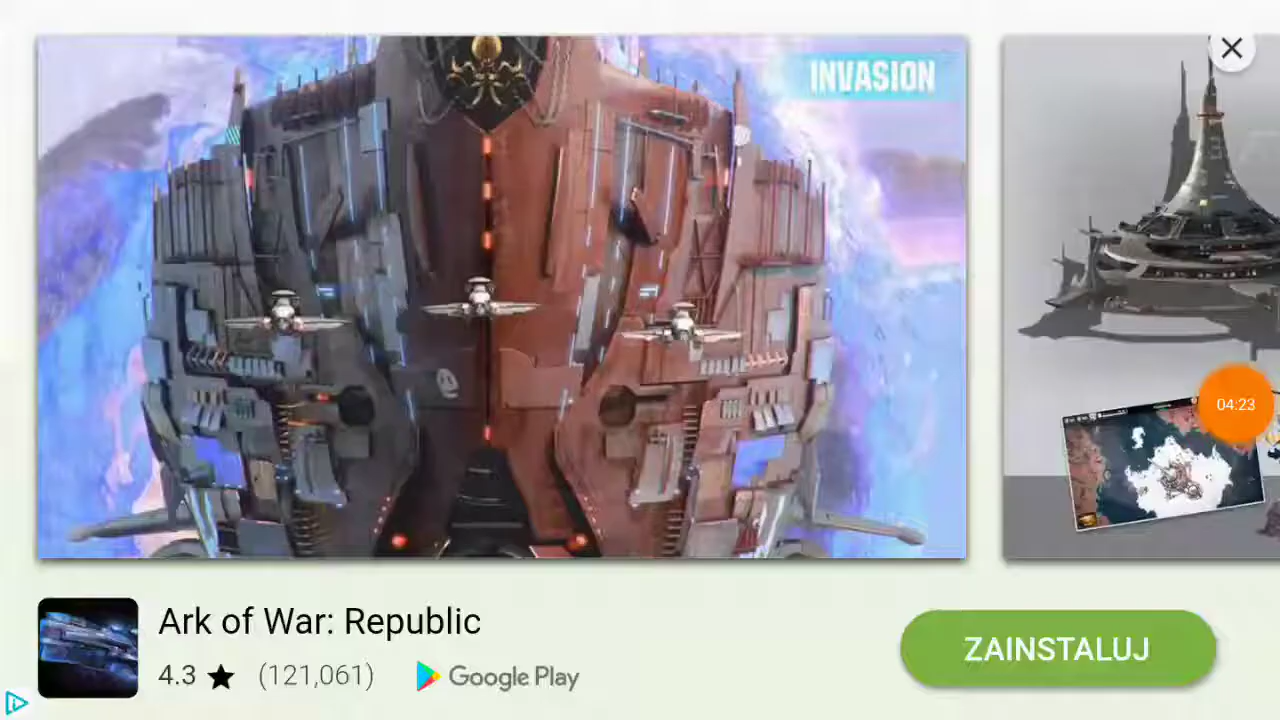 INVASION
04:23
Ark of War: Republic
4.3 ★ (121,061) Google Play
ZAINSTALUJ